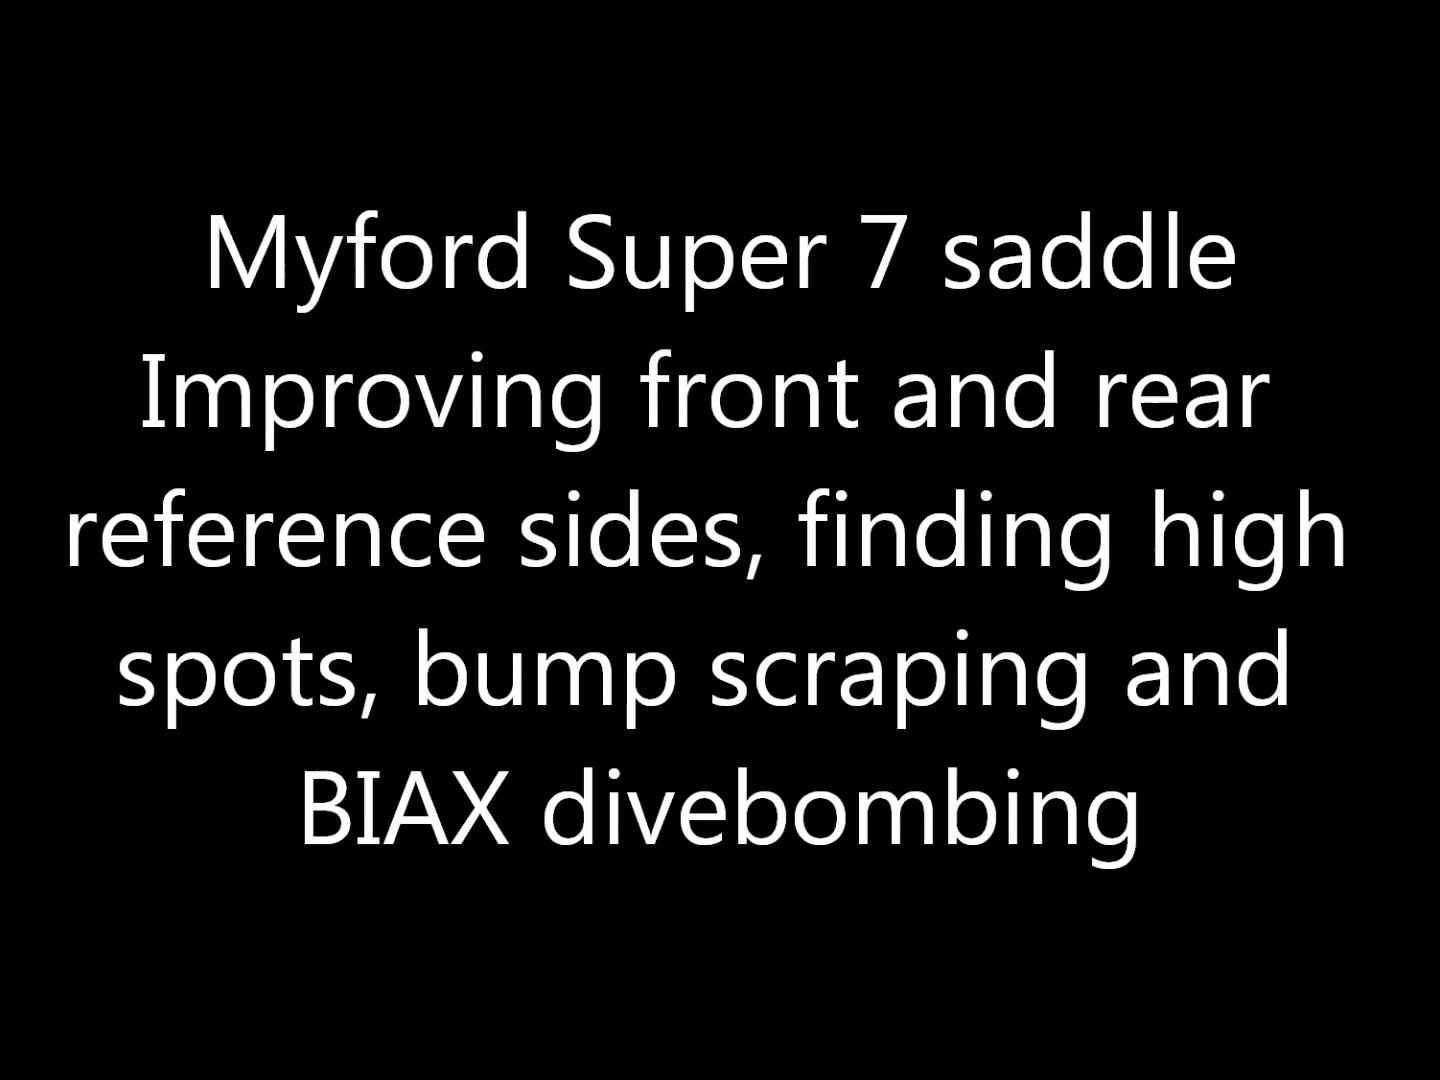 Myford Super 7 saddle
Improving front and rear
reference sides, finding high
spots, bump scraping and
BIAX divebombing